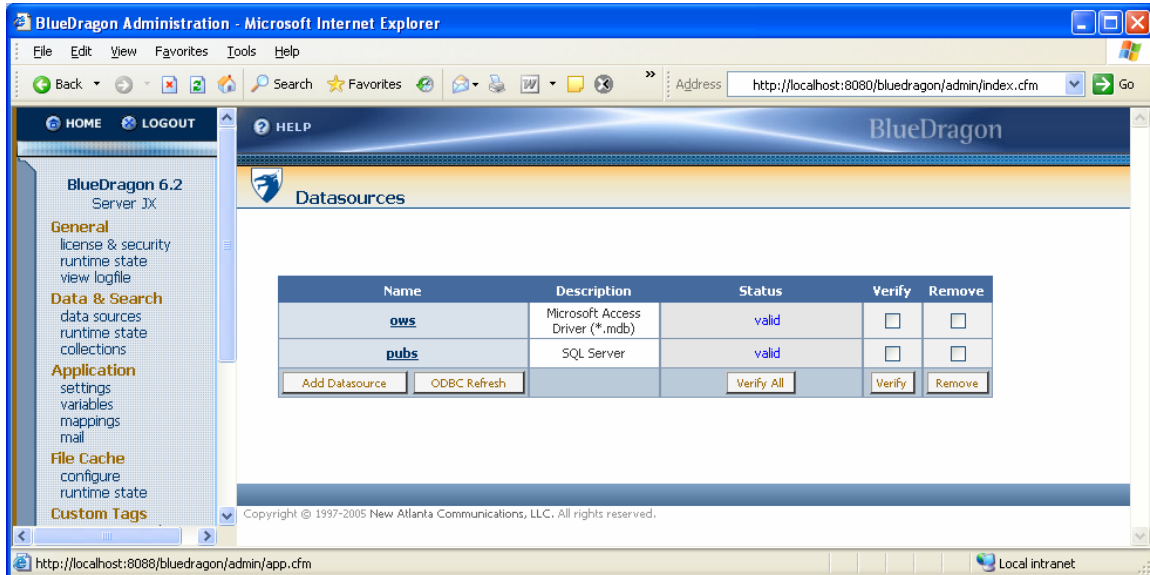 BlueDragon Administration - Microsoft Internet Explorer
File Edit View Favorites Tools Help
Back Search Favorites » Address http://localhost:8080/bluedragon/admin/index.cfm Go
HOME LOGOUT
HELP
BlueDragon
BlueDragon 6.2
Server JX
General
license & security
runtime state
view logfile
Data & Search
data sources
runtime state
collections
Application
settings
variables
mappings
mail
File Cache
configure
runtime state
Custom Tags
Datasources
Name Description Status Verify Remove
ows Microsoft Access valid
Driver (*.mdb)
pubs SQL Server valid
Add Datasource ODBC Refresh Verify All Verify Remove
Copyright © 1997-2005 New Atlanta Communications, LLC. All rights reserved.
http://localhost:8088/bluedragon/admin/app.cfm Local intranet